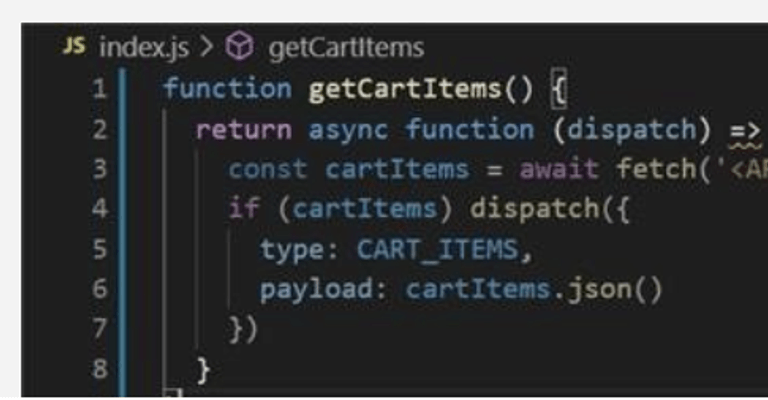 JS index.js > getCartItems
1 function getCartItems() {
2 return async function (dispatch) =>
3 const cartItems = await fetch('<AP
4 if (cartItems) dispatch({
5 type: CART_ITEMS,
6 payload: cartItems.json()
7 })
8 }